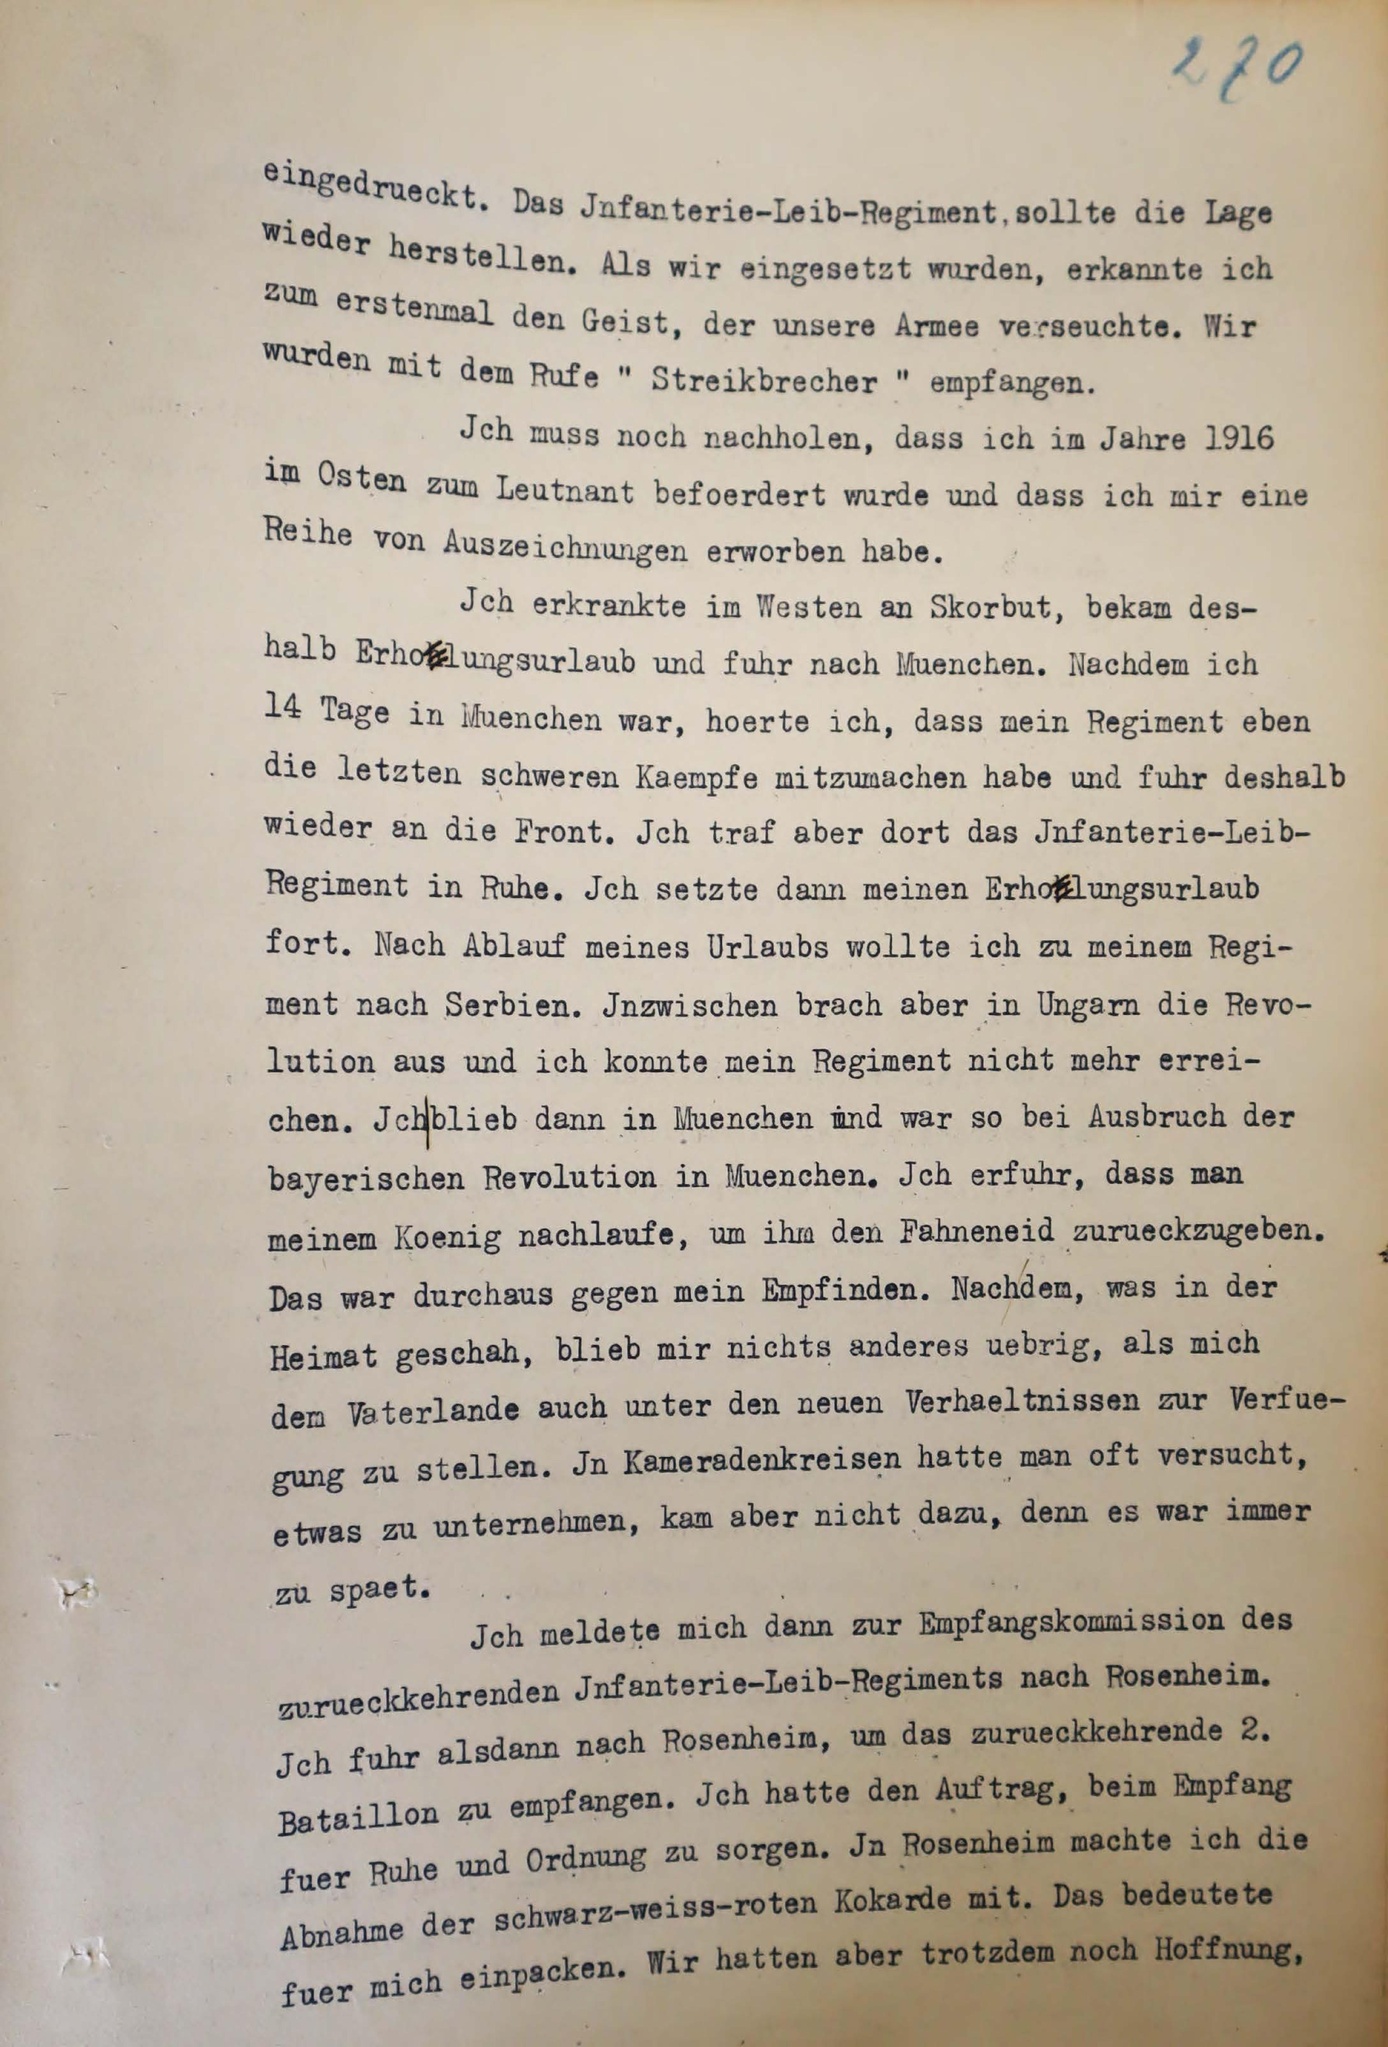 270
eingedrueckt. Das Jnfanterie-Leib-Regiment, sollte die Lage
wieder herstellen. Als wir eingesetzt wurden, erkannte ich
zum erstenmal den Geist, der unsere Armee verseuchte. Wir
wurden mit dem Rufe " Streikbrecher " empfangen.
Jch muss noch nachholen, dass ich im Jahre 1916
im Osten zum Leutnant befoerdert wurde und dass ich mir eine
Reihe von Auszeichnungen erworben habe.
Jch erkrankte im Westen an Skorbut, bekam des-
halb Erholungsurlaub und fuhr nach Muenchen. Nachdem ich
14 Tage in Muenchen war, hoerte ich, dass mein Regiment eben
die letzten schweren Kaempfe mitzumachen habe und fuhr deshalb
wieder an die Front. Jch traf aber dort das Jnfanterie-Leib-
Regiment in Ruhe. Jch setzte dann meinen Erholungsurlaub
fort. Nach Ablauf meines Urlaubs wollte ich zu meinem Regi-
ment nach Serbien. Jnzwischen brach aber in Ungarn die Revo-
lution aus und ich konnte mein Regiment nicht mehr errei-
chen. Jch|blieb dann in Muenchen und war so bei Ausbruch der
bayerischen Revolution in Muenchen. Jch erfuhr, dass man
meinem Koenig nachlaufe, um ihm den Fahneneid zurueckzugeben.
Das war durchaus gegen mein Empfinden. Nachdem, was in der
Heimat geschah, blieb mir nichts anderes uebrig, als mich
dem Vaterlande auch unter den neuen Verhaeltnissen zur Verfue-
gung zu stellen. Jn Kameradenkreisen hatte man oft versucht,
etwas zu unternehmen, kam aber nicht dazu, denn es war immer
zu spaet.
Jch meldete mich dann zur Empfangskommission des
zurueckkehrenden Jnfanterie-Leib-Regiments nach Rosenheim.
Jch fuhr alsdann nach Rosenheim, um das zurueckkehrende 2.
Bataillon zu empfangen. Jch hatte den Auftrag, beim Empfang
fuer Ruhe und Ordnung zu sorgen. Jn Rosenheim machte ich die
Abnahme der schwarz-weiss-roten Kokarde mit. Das bedeutete
fuer mich einpacken. Wir hatten aber trotzdem noch Hoffnung,